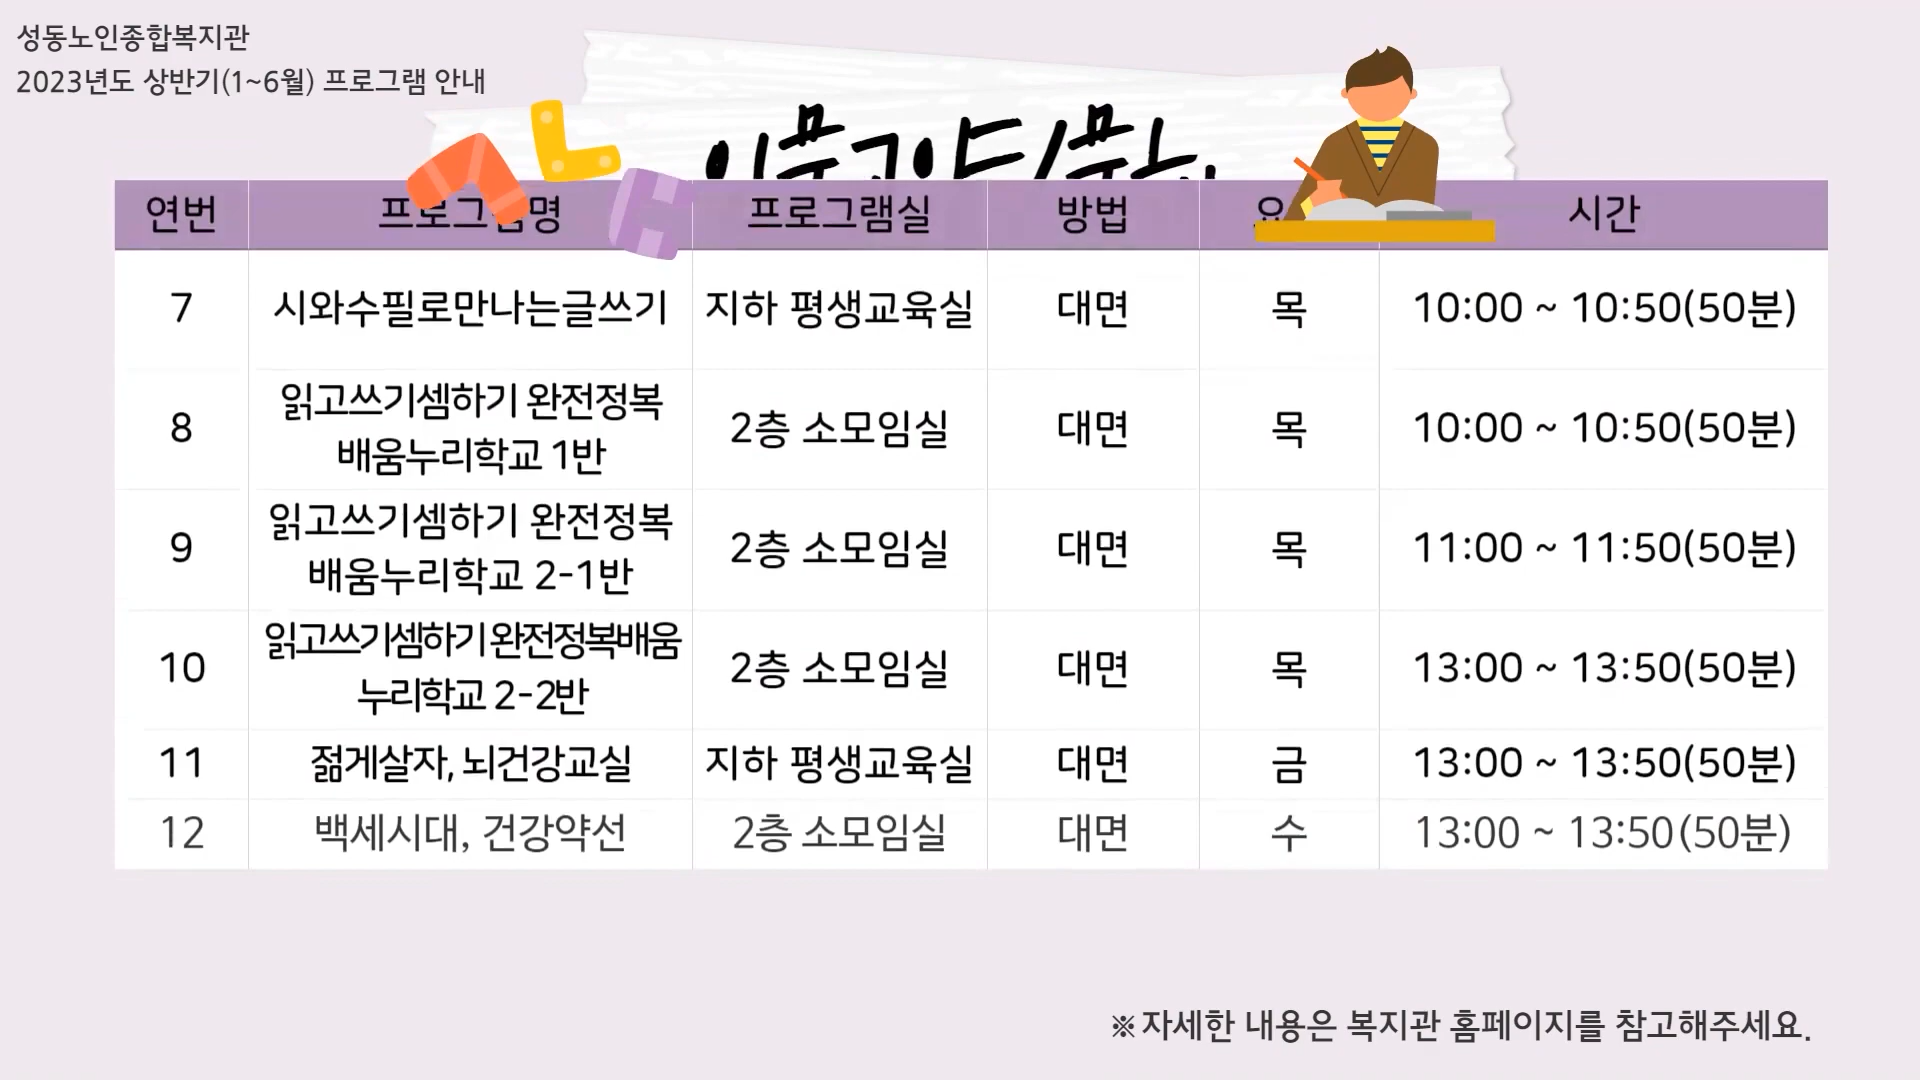 성동노인종합복지관
2023년도 상반기(1~6월) 프로그램 안내
연번 프로그램명 프로그램실 방법 시간
7 시와수필로만나는글쓰기 지하 평생교육실 대면 목 10:00 ~ 10:50(50분)
8 읽고쓰기셈하기 완전정복
배움누리학교 1반 2층 소모임실 대면 목 10:00 ~ 10:50(50분)
9 읽고쓰기셈하기 완전정복
배움누리학교 2-1반 2층 소모임실 대면 목 11:00 ~ 11:50(50분)
10 읽고쓰기셈하기 완전정복배움
누리학교 2-2반 2층 소모임실 대면 목 13:00 ~ 13:50(50분)
11 젊게살자, 뇌건강교실 지하 평생교육실 대면 금 13:00 ~ 13:50(50분)
12 백세시대, 건강약선 2층 소모임실 대면 수 13:00 ~ 13:50(50분)
※자세한 내용은 복지관 홈페이지를 참고해주세요.